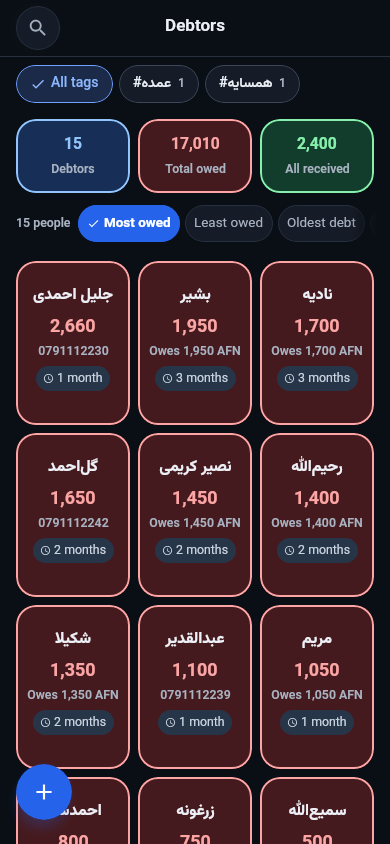 Debtors
All tags
#عمده 1
#همسایه 1
15
Debtors
17,010
Total owed
2,400
All received
15 people
Most owed
Least owed
Oldest debt
جلیل احمدی
2,660
0791112230
1 month
بشیر
1,950
Owes 1,950 AFN
3 months
نادیه
1,700
Owes 1,700 AFN
3 months
گل‌احمد
1,650
0791112242
2 months
نصیر کریمی
1,450
Owes 1,450 AFN
2 months
رحیم‌الله
1,400
Owes 1,400 AFN
2 months
شکیلا
1,350
Owes 1,350 AFN
2 months
عبدالقدیر
1,100
0791112239
1 month
مریم
1,050
Owes 1,050 AFN
1 month
800
زرغونه
750
سمیع‌الله
500